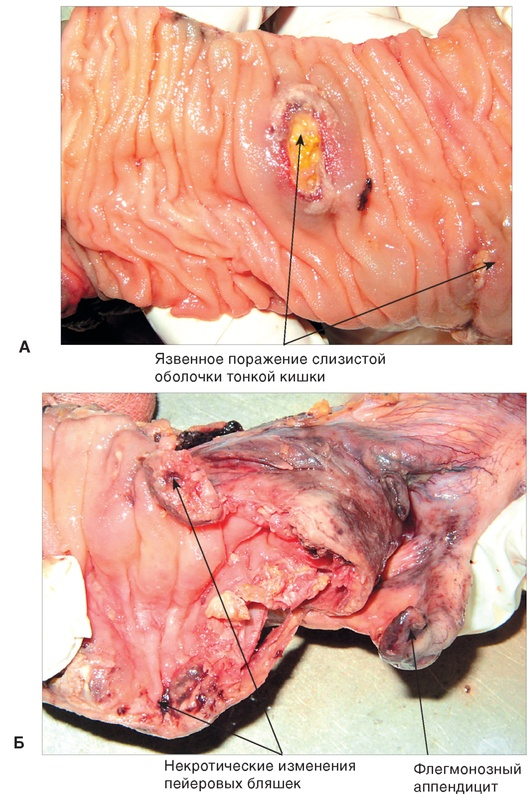 А
Язвенное поражение слизистой
оболочки тонкой кишки
Б
Некротические изменения
пейеровых бляшек
Флегмонозный
аппендицит